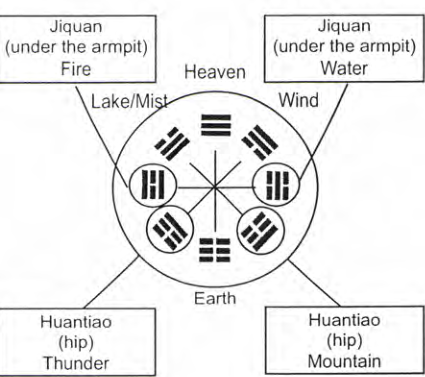 Jiquan
(under the armpit)
Fire
Jiquan
(under the armpit)
Water
Heaven
Lake/Mist
Wind
Earth
Huantiao
(hip)
Thunder
Huantiao
(hip)
Mountain